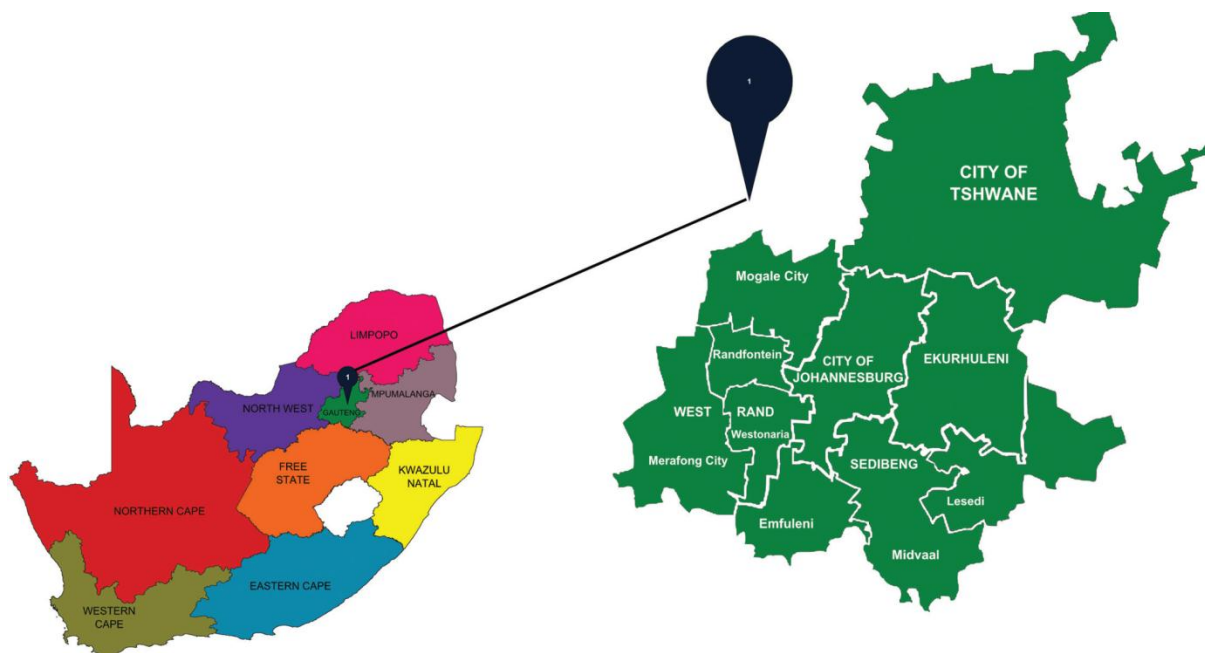 1
LIMPOPO
1
MPUMALANGA
NORTH WEST
GAUTENG
FREE
STATE
KWAZULU
NATAL
NORTHERN CAPE
EASTERN CAPE
WESTERN
CAPE
CITY OF
TSHWANE
Mogale City
Randfontein
CITY OF
JOHANNESBURG
EKURHULENI
WEST RAND
Westonaria
Merafong City
SEDIBENG
Lesedi
Emfuleni
Midvaal